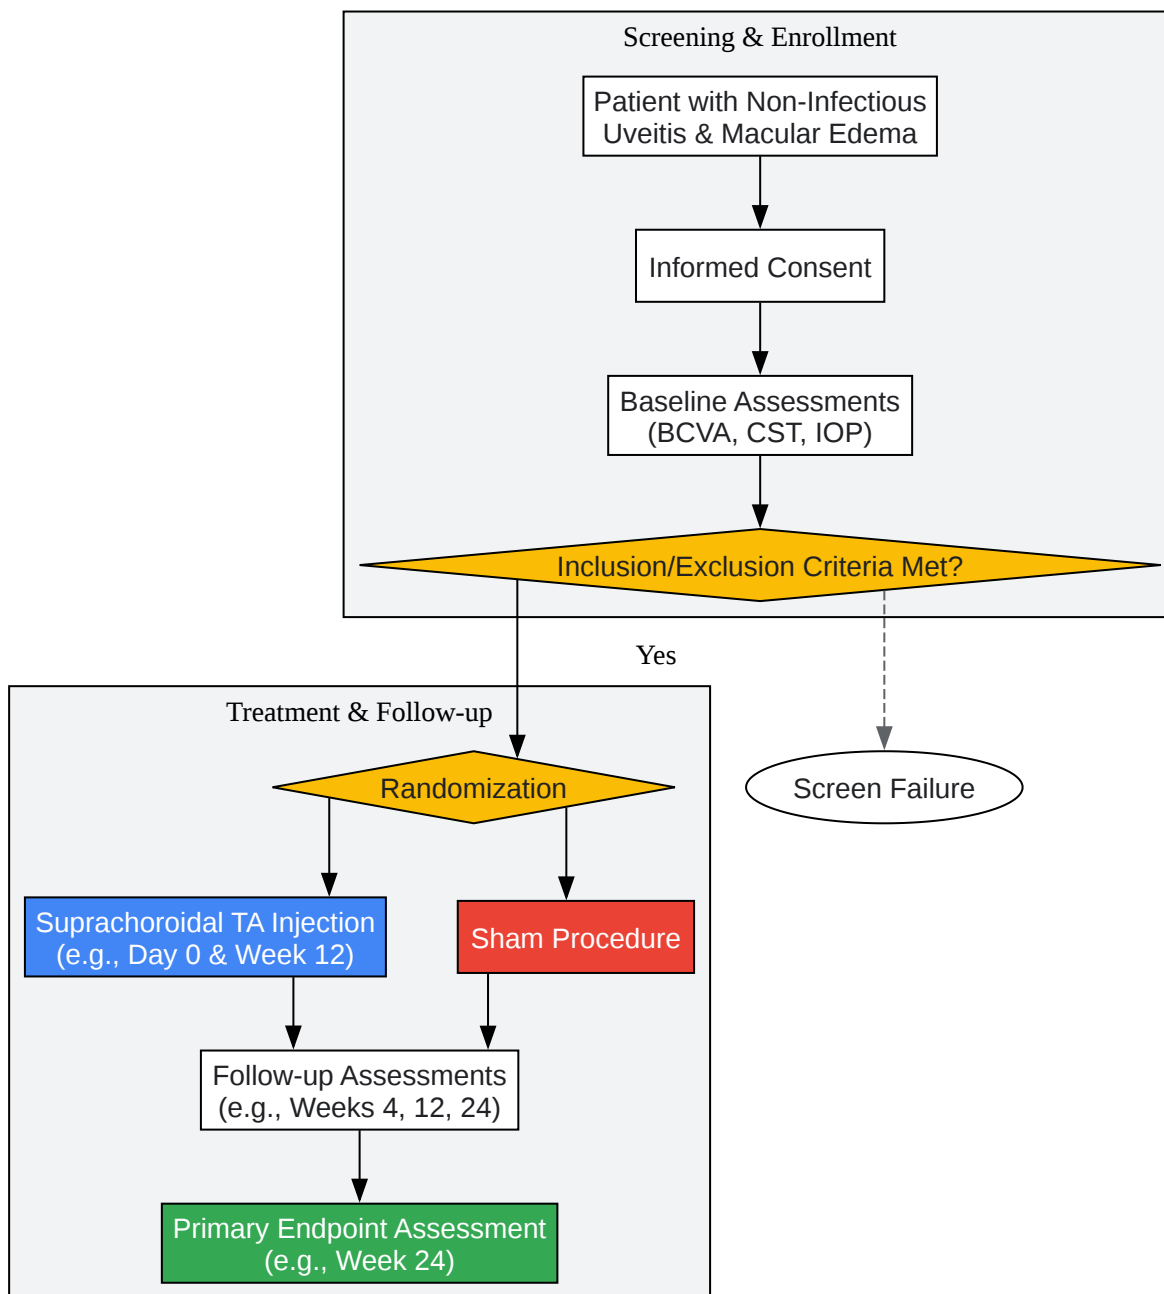 Screening & Enrollment
Patient with Non-Infectious
Uveitis & Macular Edema
Informed Consent
Baseline Assessments
(BCVA, CST, IOP)
Inclusion/Exclusion Criteria Met?
Yes
Treatment & Follow-up
Randomization
Screen Failure
Suprachoroidal TA Injection
(e.g., Day 0 & Week 12)
Sham Procedure
Follow-up Assessments
(e.g., Weeks 4, 12, 24)
Primary Endpoint Assessment
(e.g., Week 24)